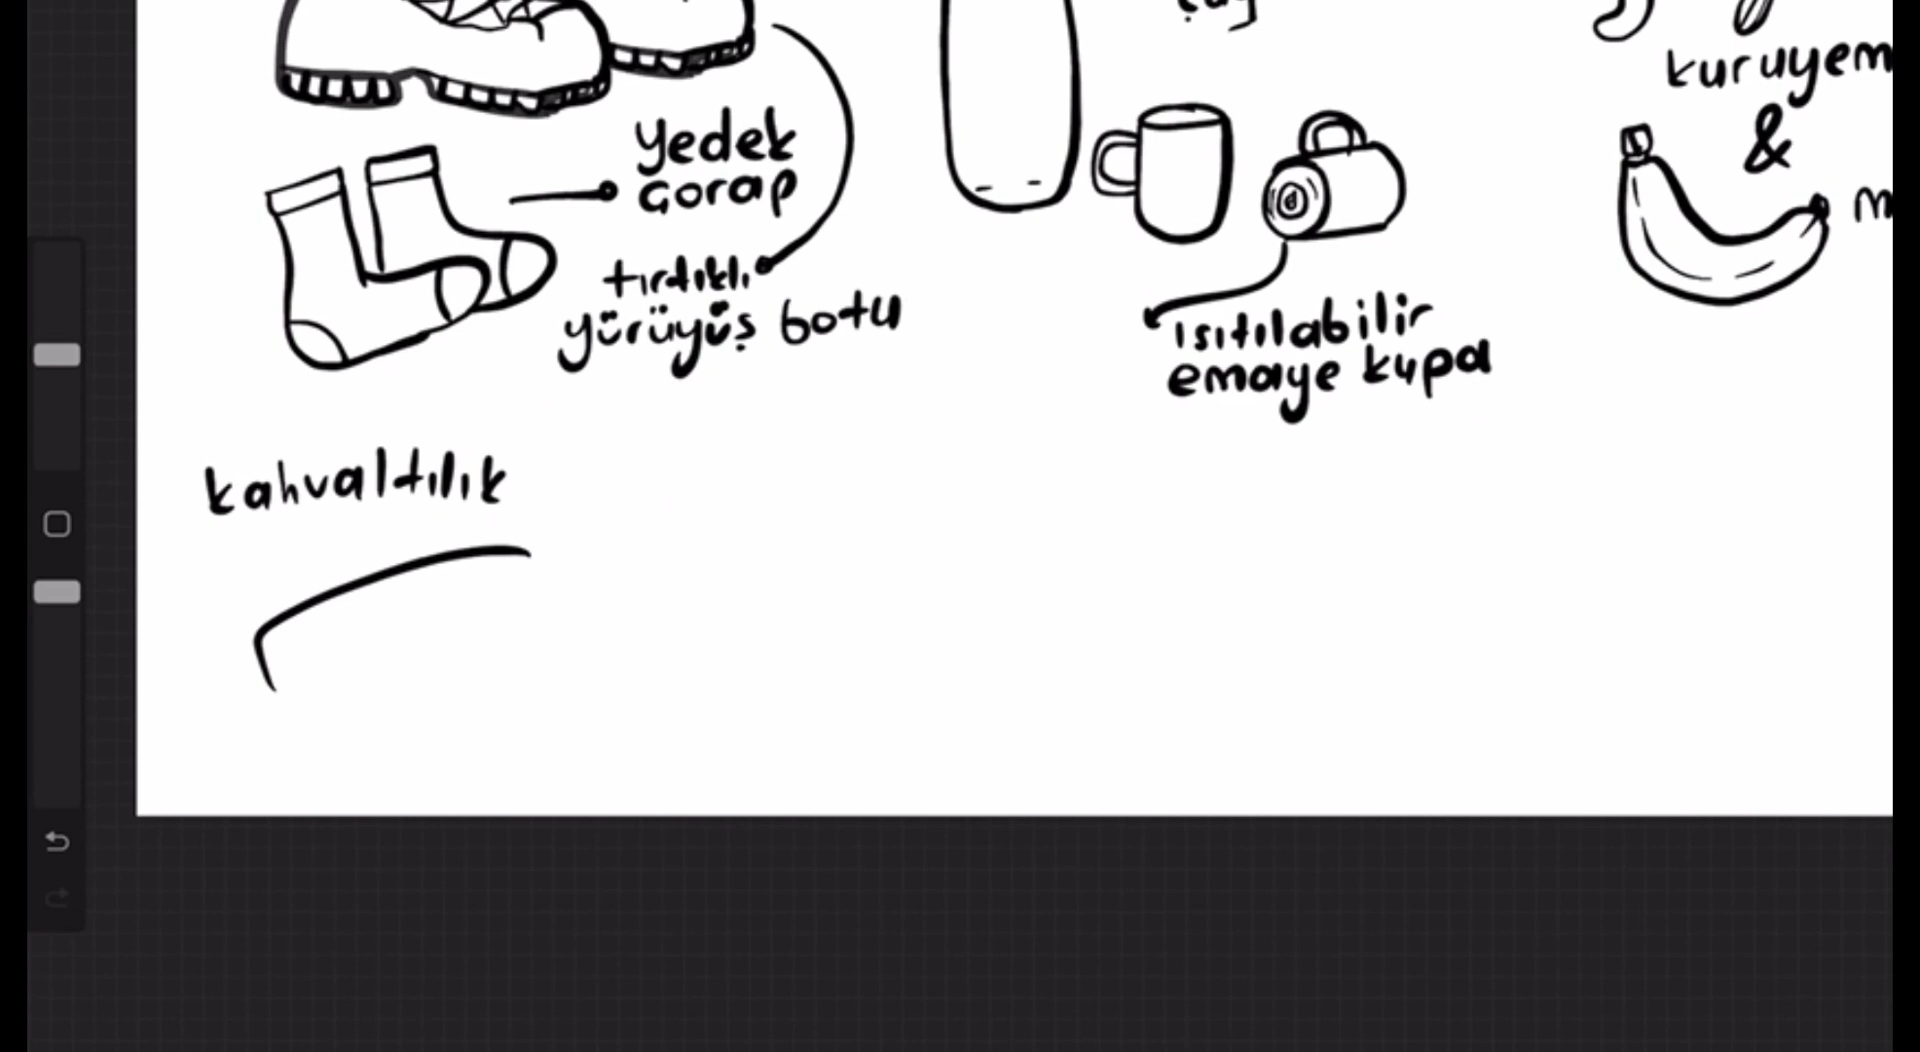 kuruyem
&
yedek
çorap
tırtıklı
yürüyüş botu
ısıtılabilir
emaye kupa
kahvaltılık